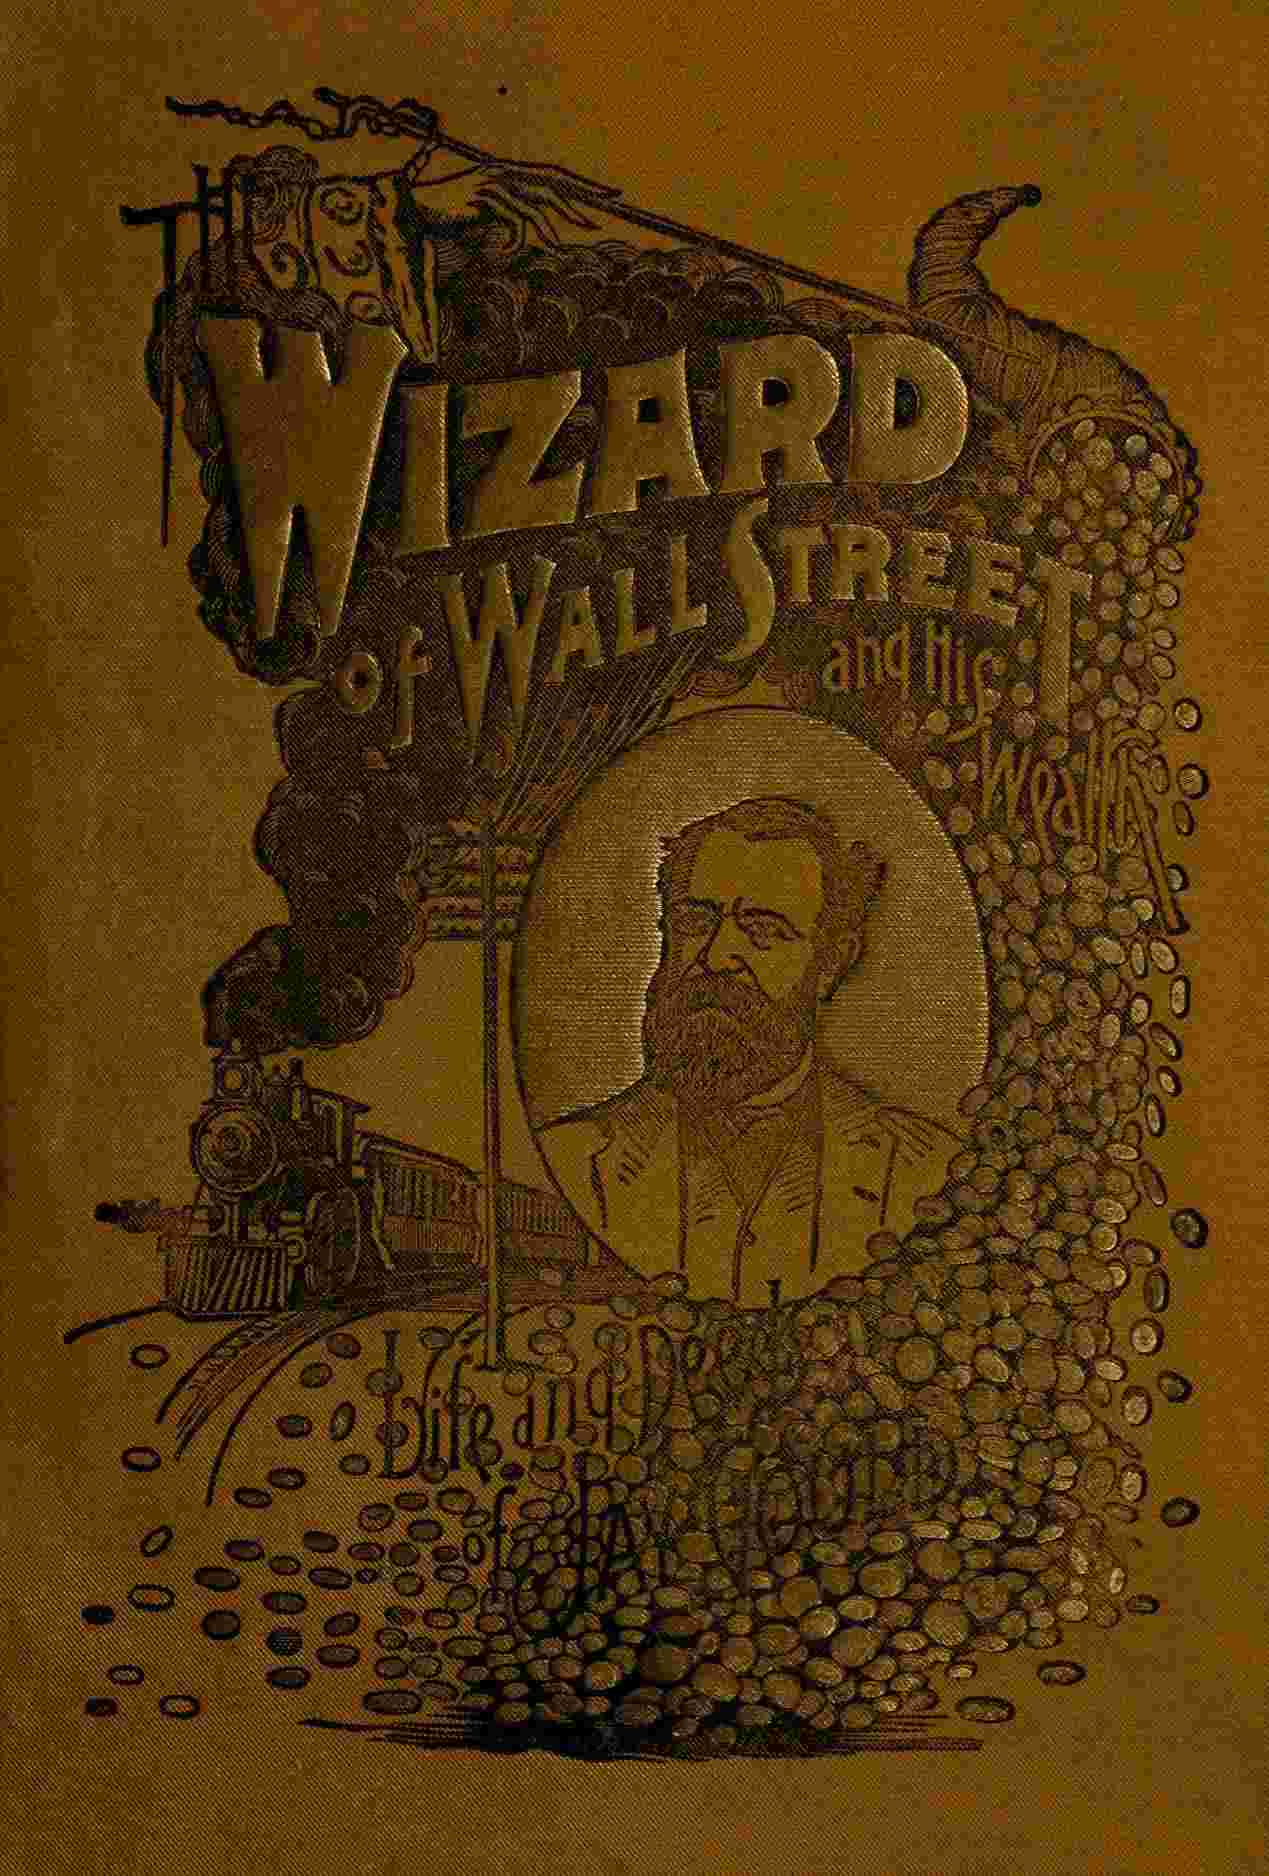 THE
WIZARD
of WALL STREET
and His
Wealth
Life and Deeds
of JAY GOULD